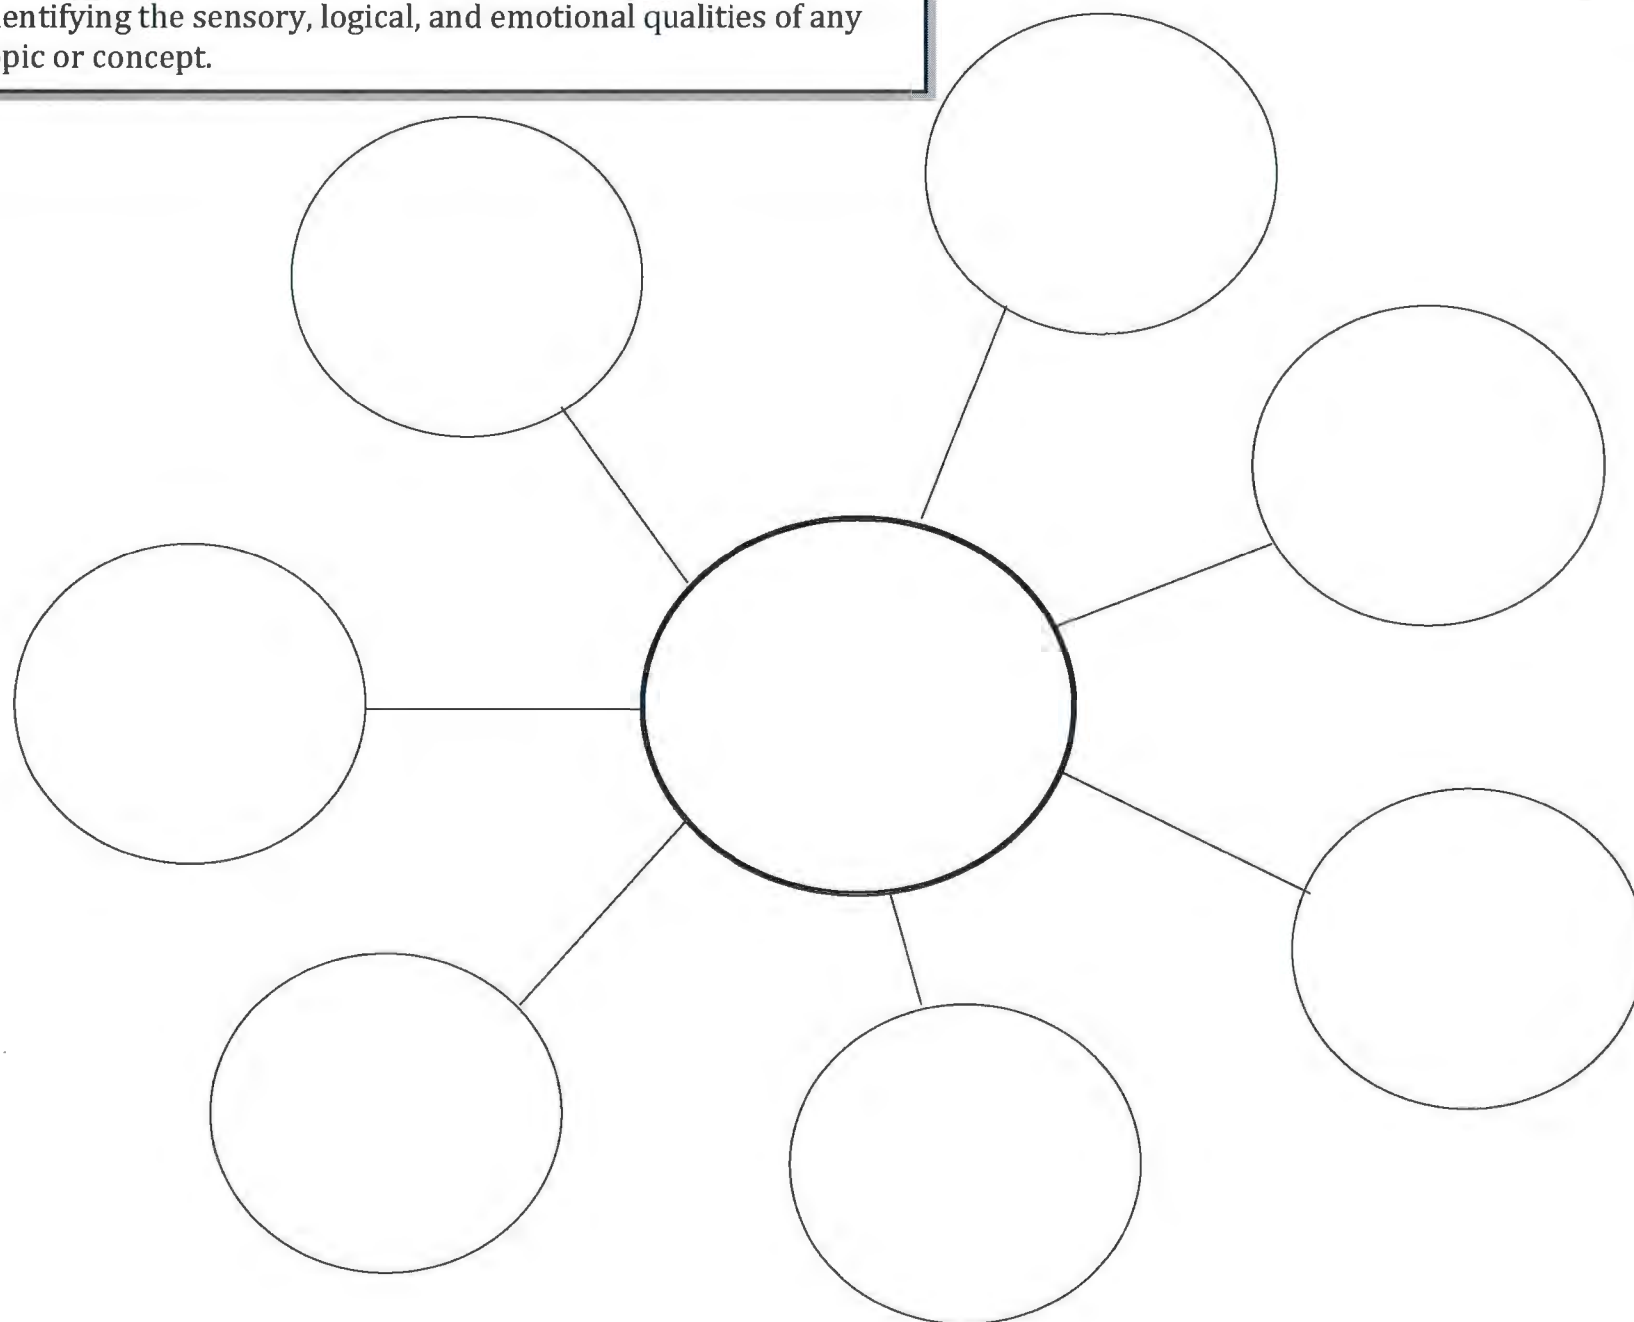 entifying the sensory, logical, and emotional qualities of any
pic or concept.